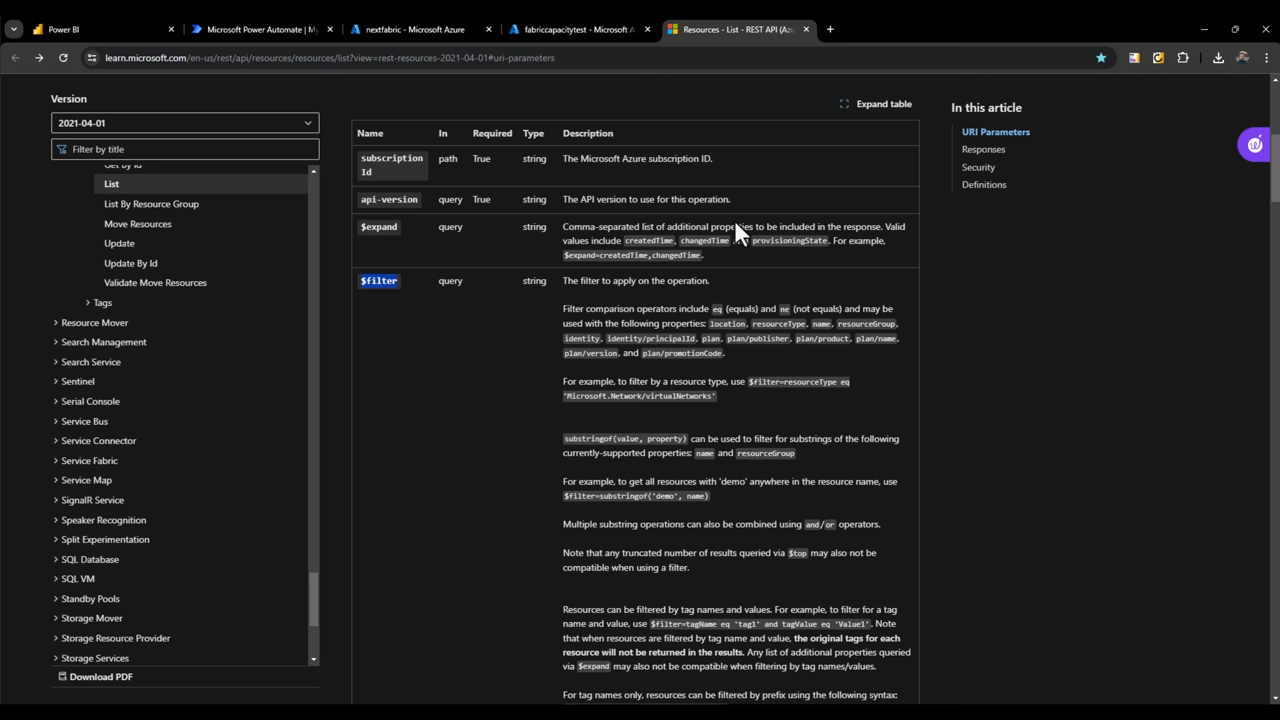 Power BI
Microsoft Power Automate | My
nextfabric - Microsoft Azure
fabriccapacitytest - Microsoft A
Resources - List - REST API (Az
learn.microsoft.com/en-us/rest/api/resources/resources/list?view=rest-resources-2021-04-01#uri-parameters
Version
2021-04-01
Filter by title
Get By Id
List
List By Resource Group
Move Resources
Update
Update By Id
Validate Move Resources
Tags
Resource Mover
Search Management
Search Service
Sentinel
Serial Console
Service Bus
Service Connector
Service Fabric
Service Map
SignalR Service
Speaker Recognition
Split Experimentation
SQL Database
SQL VM
Standby Pools
Storage Mover
Storage Resource Provider
Storage Services
Download PDF
Expand table
Name In Required Type Description
subscription
Id path True string The Microsoft Azure subscription ID.
api-version query True string The API version to use for this operation.
$expand query string Comma-separated list of additional properties to be included in the response. Valid
values include createdTime, changedTime provisioningState. For example,
$expand=createdTime,changedTime.
$filter query string The filter to apply on the operation.
Filter comparison operators include eq (equals) and ne (not equals) and may be
used with the following properties: location, resourceType, name, resourceGroup,
identity, identity/principalId, plan, plan/publisher, plan/product, plan/name,
plan/version, and plan/promotionCode.
For example, to filter by a resource type, use $filter=resourceType eq
'Microsoft.Network/virtualNetworks'
substringof(value, property) can be used to filter for substrings of the following
currently-supported properties: name and resourceGroup
For example, to get all resources with 'demo' anywhere in the resource name, use
$filter=substringof('demo', name)
Multiple substring operations can also be combined using and/or operators.
Note that any truncated number of results queried via $top may also not be
compatible when using a filter.
Resources can be filtered by tag names and values. For example, to filter for a tag
name and value, use $filter=tagName eq 'tag1' and tagValue eq 'Value1'. Note
that when resources are filtered by tag name and value, the original tags for each
resource will not be returned in the results. Any list of additional properties queried
via $expand may also not be compatible when filtering by tag names/values.
For tag names only, resources can be filtered by prefix using the following syntax:
In this article
URI Parameters
Responses
Security
Definitions